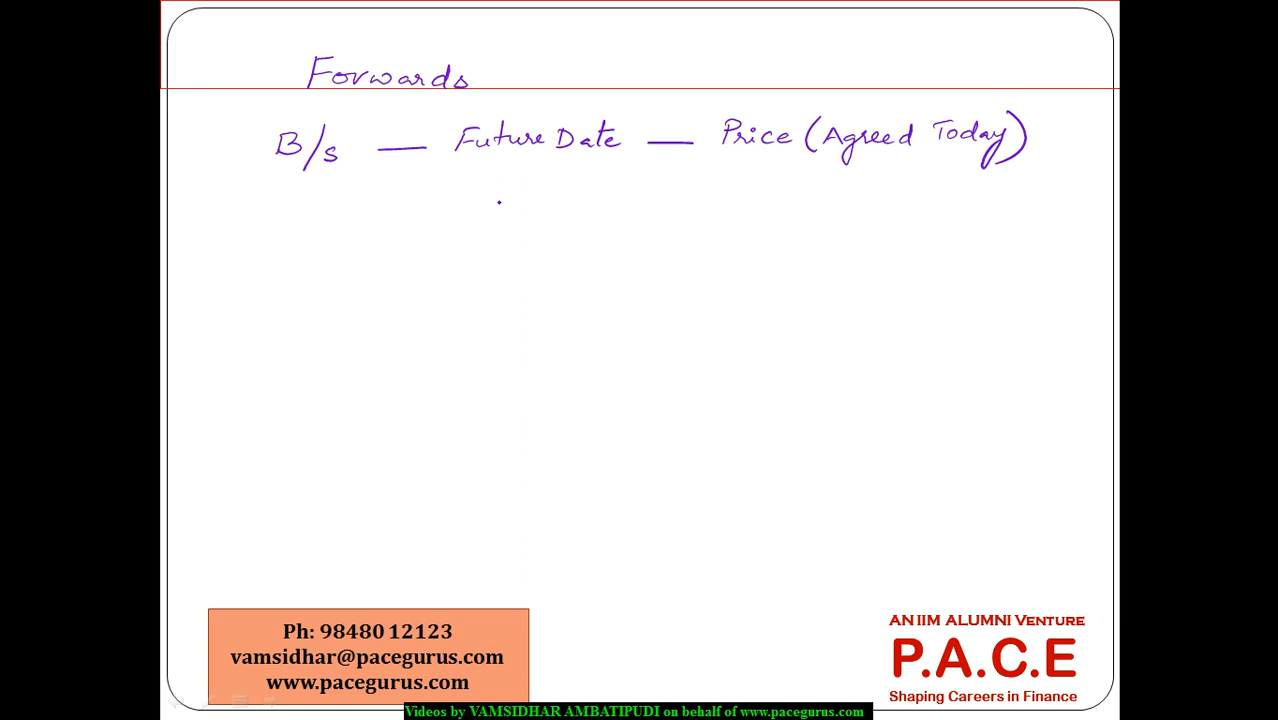 Forwards
B/s — Future Date — Price (Agreed Today)
Ph: 98480 12123
vamsidhar@pacegurus.com
www.pacegurus.com
AN IIM ALUMNI VENTURE
P.A.C.E
Shaping Careers in Finance
Videos by VAMSIDHAR AMBATIPUDI on behalf of www.pacegurus.com